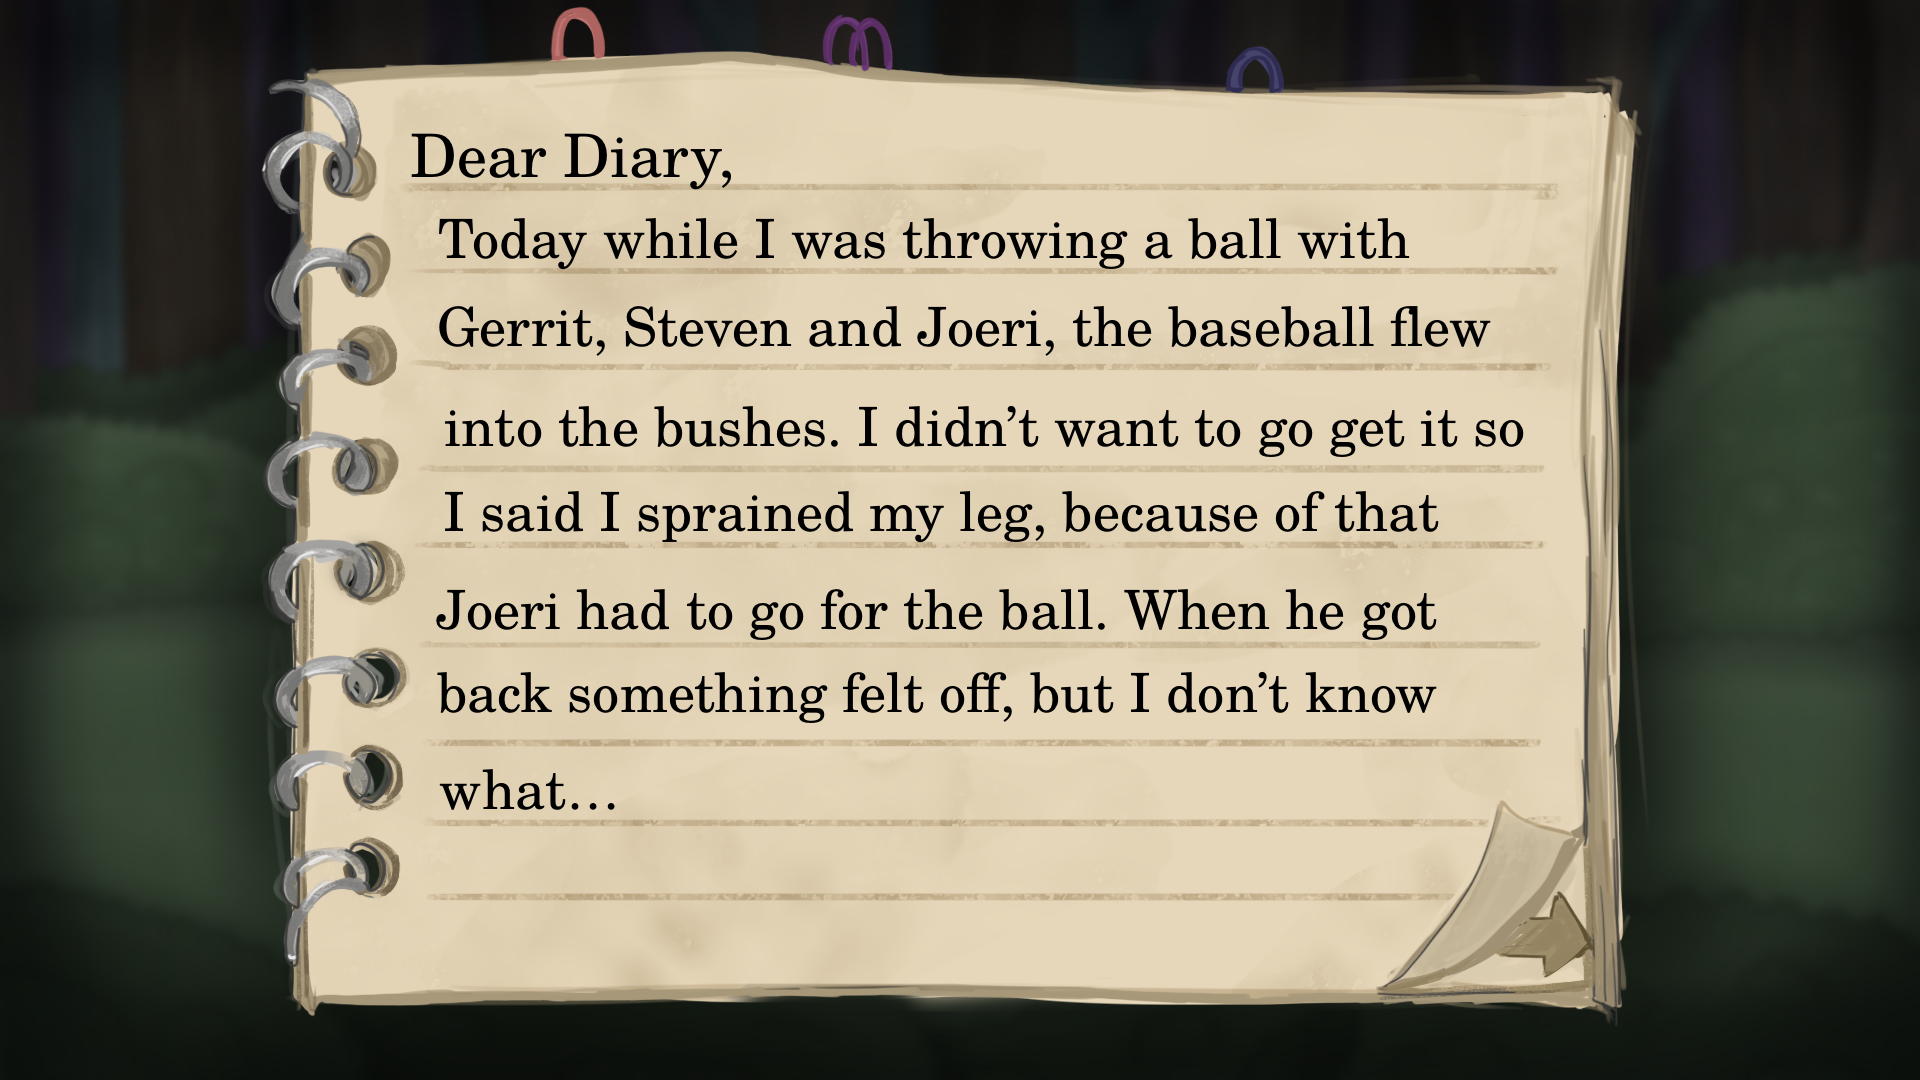 Dear Diary,
Today while I was throwing a ball with
Gerrit, Steven and Joeri, the baseball flew
into the bushes. I didn’t want to go get it so
I said I sprained my leg, because of that
Joeri had to go for the ball. When he got
back something felt off, but I don’t know
what…